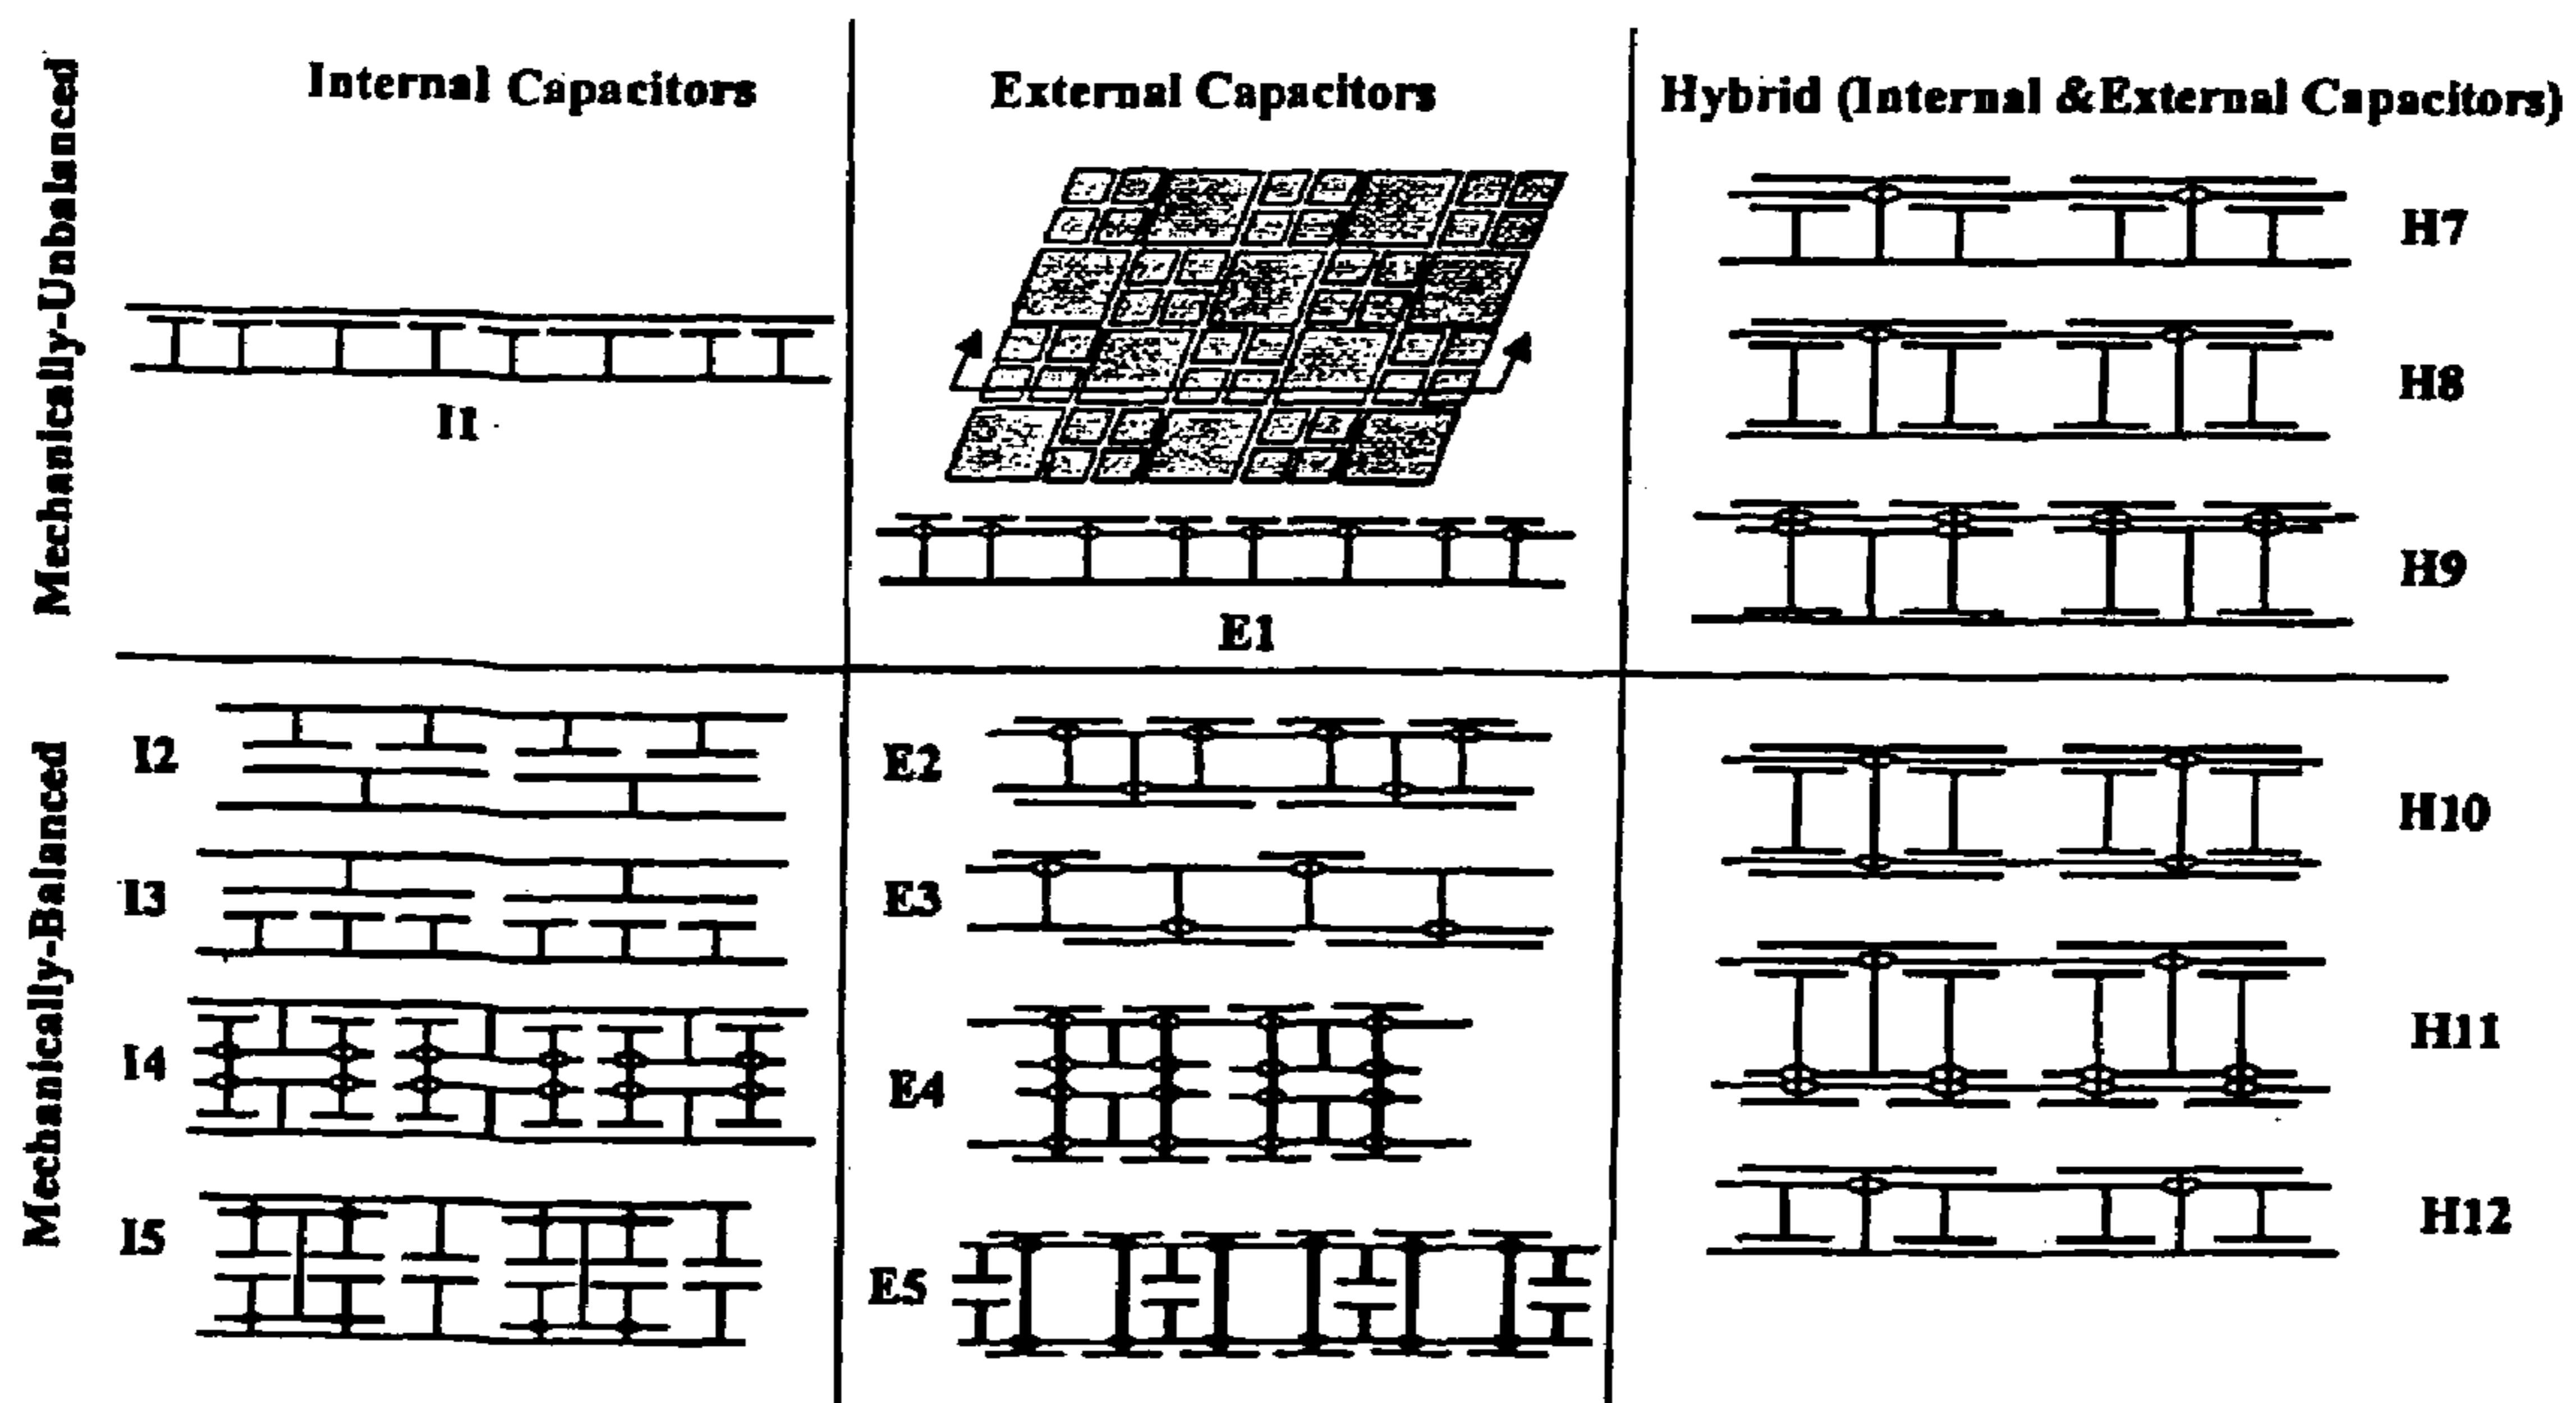 Internal Capacitors
External Capacitors
Hybrid (Internal &External Capacitors)
Mechanically-Unbalanced
I1
E1
H7
H8
H9
Mechanically-Balanced
I2
I3
I4
I5
E2
E3
E4
E5
H10
H11
H12